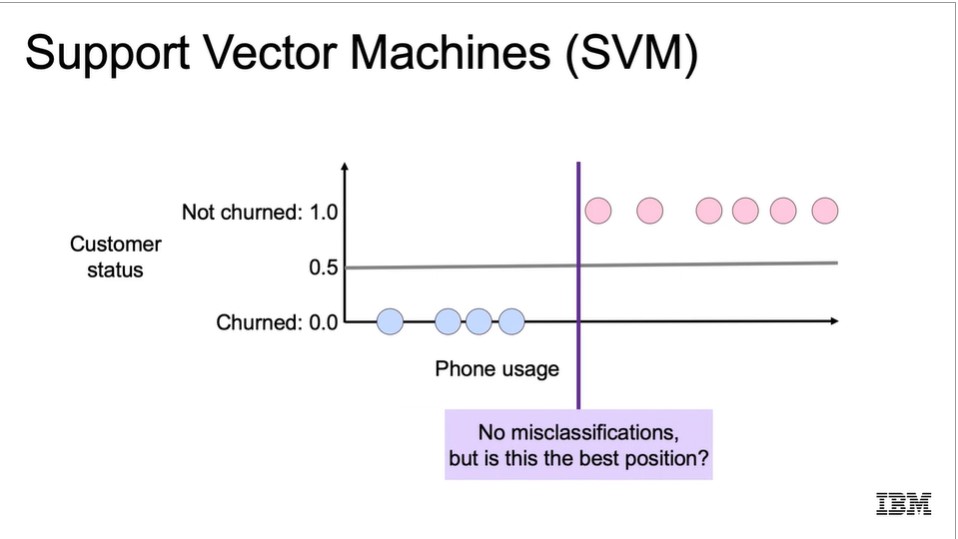 Support Vector Machines (SVM)
Not churned: 1.0
Customer
status
0.5
Churned: 0.0
Phone usage
No misclassifications,
but is this the best position?
IBM